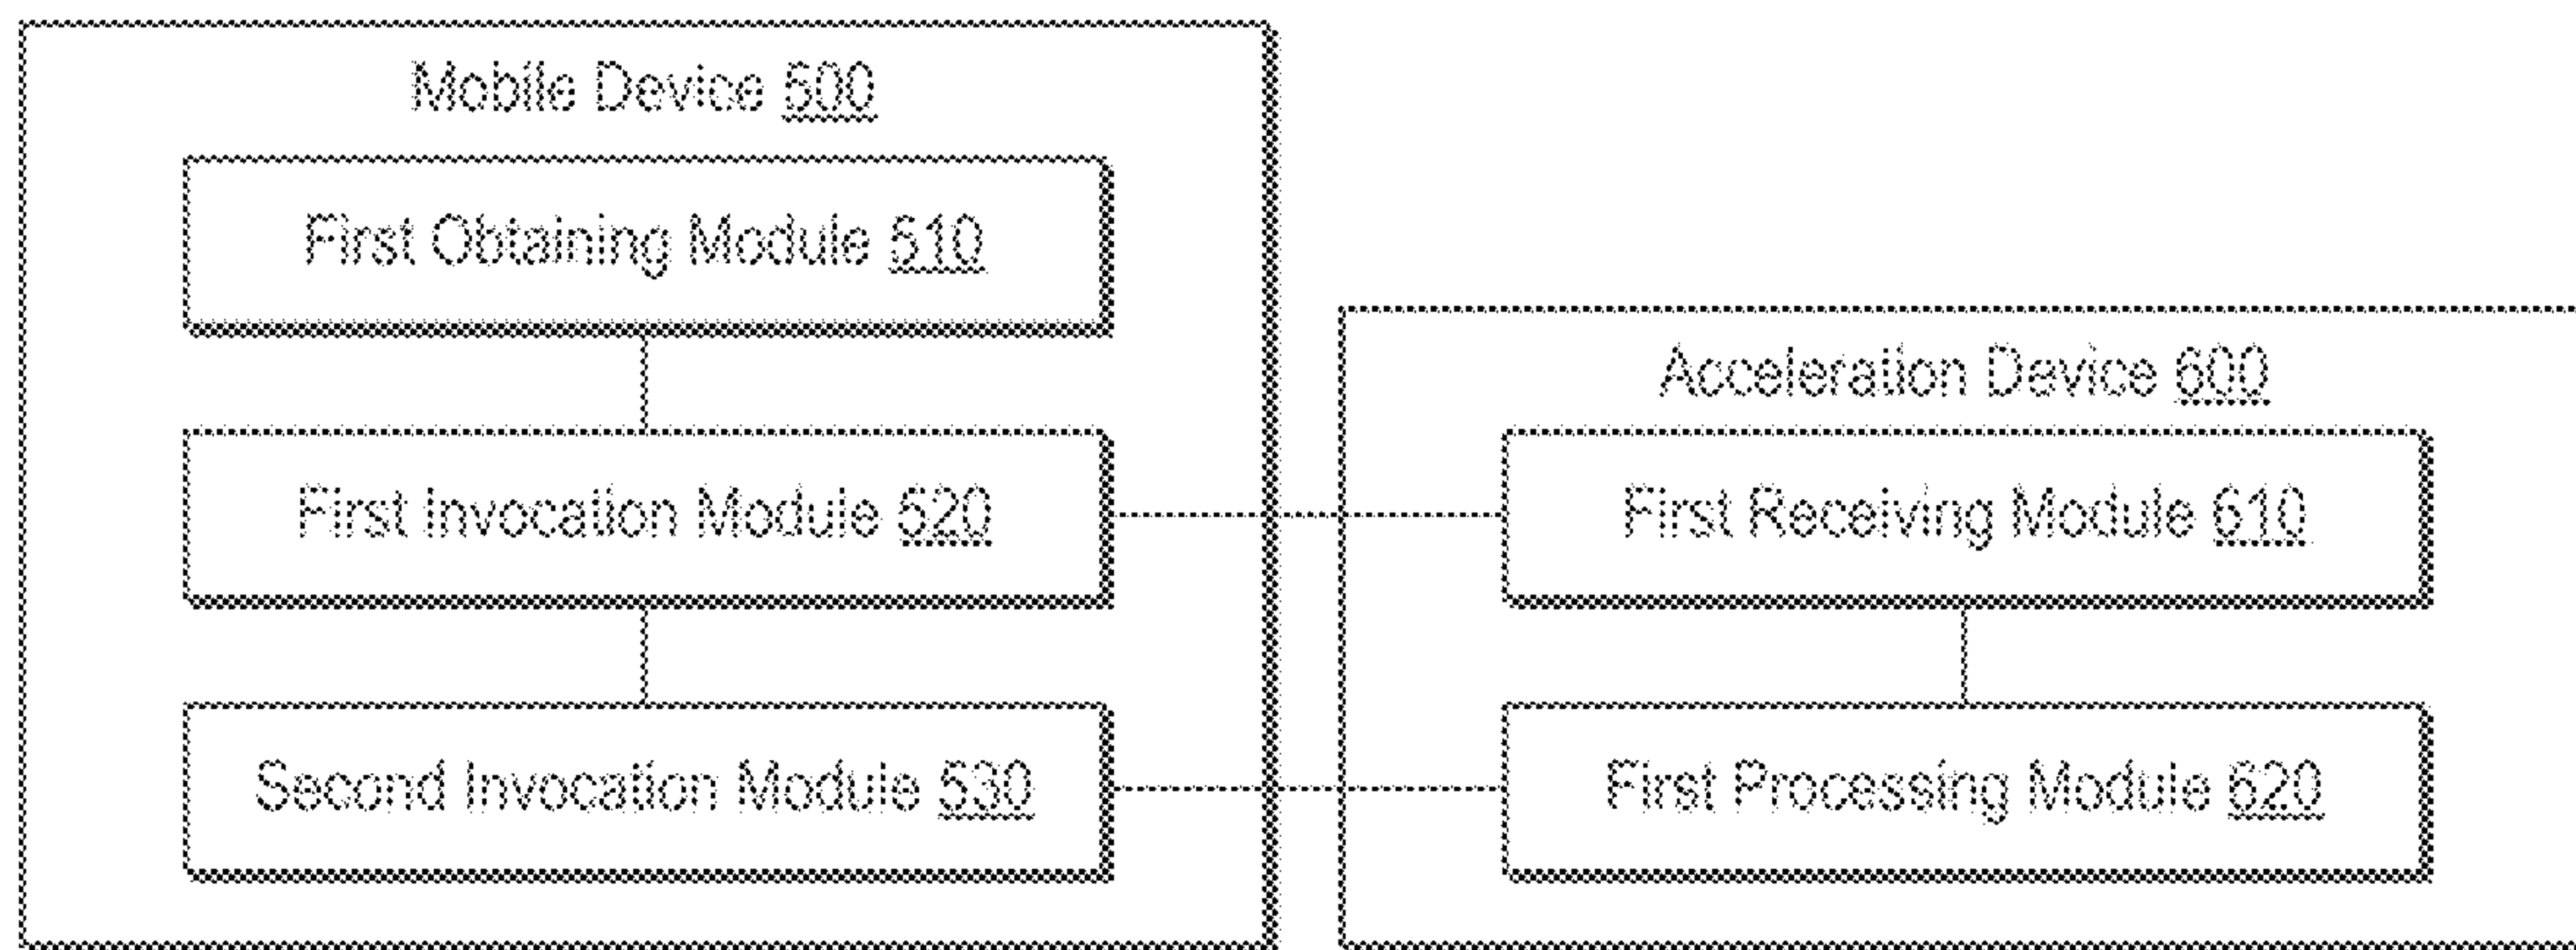 Mobile Device 500
First Obtaining Module 510
First Invocation Module 520
Second Invocation Module 530
Acceleration Device 600
First Receiving Module 610
First Processing Module 620